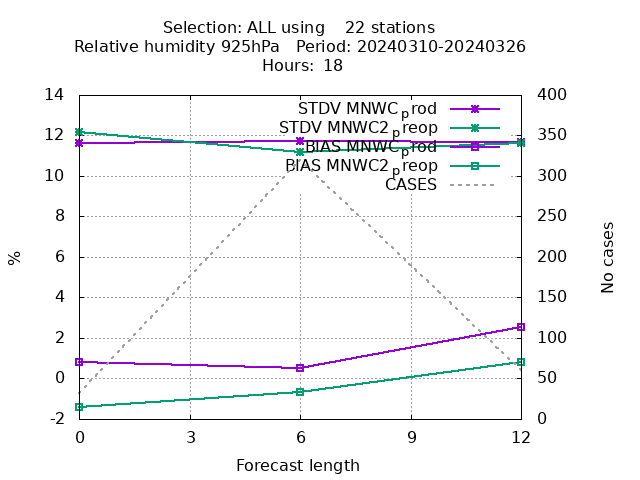 Selection: ALL using    22 stations
Relative humidity 925hPa   Period: 20240310-20240326
Hours: 18
14
12
10
8
6
4
2
0
-2
400
350
300
250
200
150
100
50
0
STDV MNWC_prod
STDV MNWC2_preop
BIAS MNWC_prod
BIAS MNWC2_preop
CASES
%
No cases
0 3 6 9 12
Forecast length